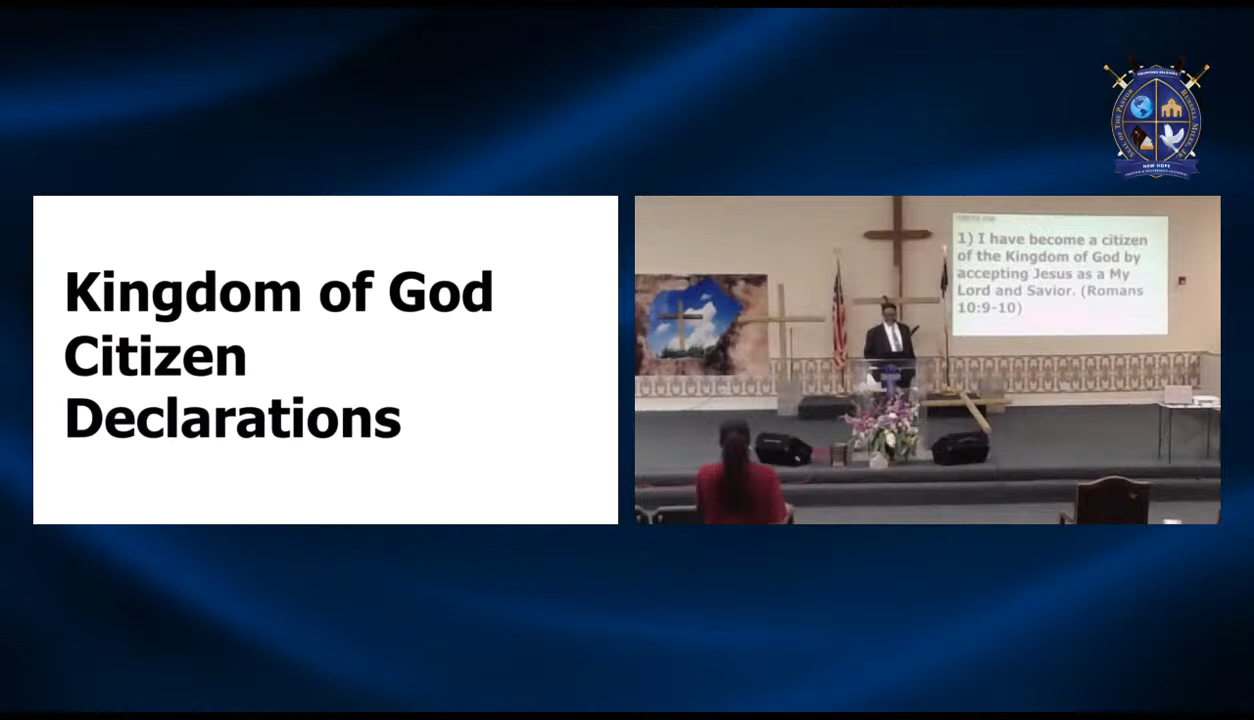 Kingdom of God
Citizen
Declarations
1) I have become a citizen
of the Kingdom of God by
accepting Jesus as a My
Lord and Savior. (Romans
10:9-10)
NEW HOPE